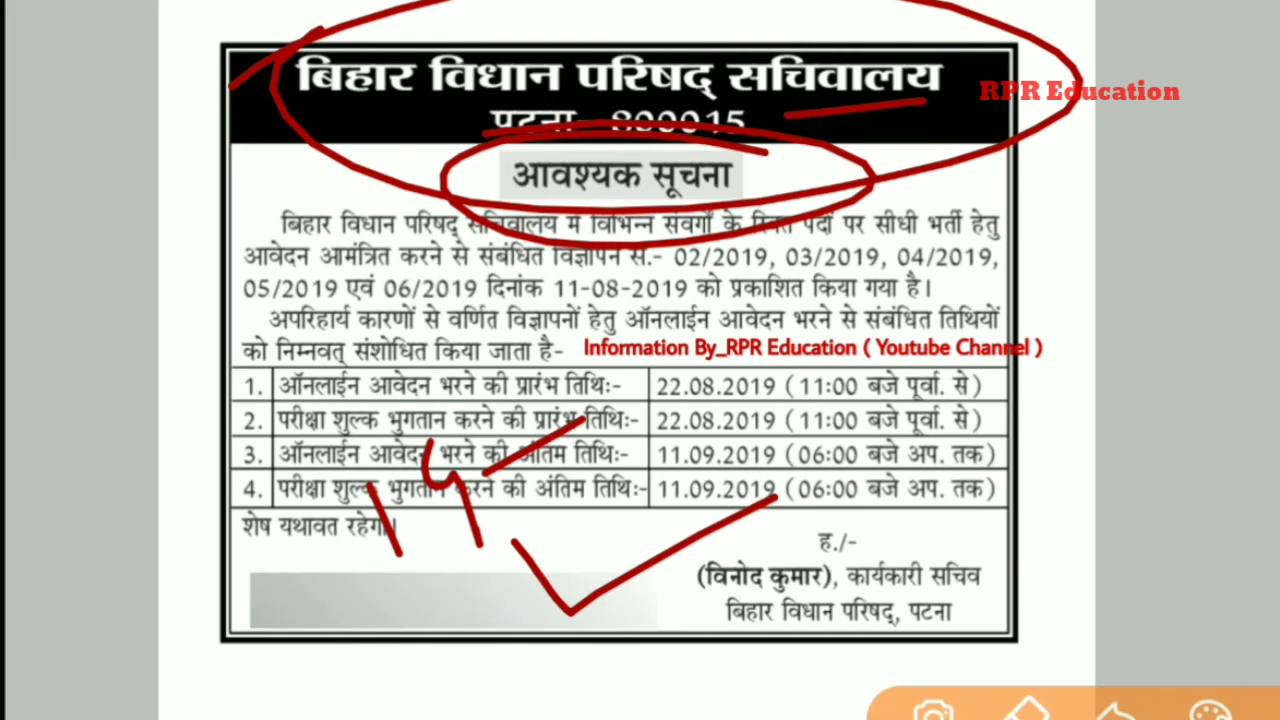 बिहार विधान परिषद् सचिवालय
RPR Education
पटना- 800015
आवश्यक सूचना
बिहार विधान परिषद् सचिवालय में विभिन्न संवर्गों के रिक्त पदों पर सीधी भर्ती हेतु
आवेदन आमंत्रित करने से संबंधित विज्ञापन सं.- 02/2019, 03/2019, 04/2019,
05/2019 एवं 06/2019 दिनांक 11-08-2019 को प्रकाशित किया गया है।
अपरिहार्य कारणों से वर्णित विज्ञापनों हेतु ऑनलाईन आवेदन भरने से संबंधित तिथियों
को निम्नवत् संशोधित किया जाता है- Information By_RPR Education ( Youtube Channel )
1. ऑनलाईन आवेदन भरने की प्रारंभ तिथिः- 22.08.2019 (11:00 बजे पूर्वा. से)
2. परीक्षा शुल्क भुगतान करने की प्रारंभ तिथिः- 22.08.2019 (11:00 बजे पूर्वा. से)
3. ऑनलाईन आवेदन भरने की अंतिम तिथिः- 11.09.2019 (06:00 बजे अप. तक)
4. परीक्षा शुल्क भुगतान करने की अंतिम तिथिः- 11.09.2019 (06:00 बजे अप. तक)
शेष यथावत रहेगा।
ह./-
(विनोद कुमार), कार्यकारी सचिव
बिहार विधान परिषद्, पटना